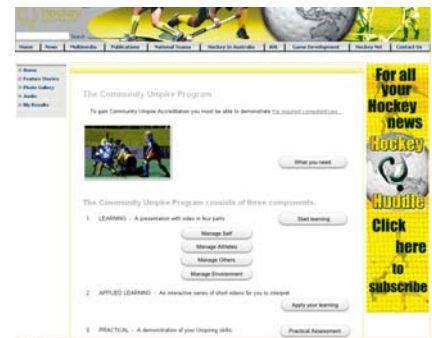 Hockey
Search
Home News Multimedia Publications National Teams Hockey In Australia AHL Game Development Hockey Net Contact Us
Home
Feature Stories
Photo Gallery
Audio
My Results
The Community Umpire Program
To gain Community Umpire Accreditation you must be able to demonstrate the required competencies
What you need
The Community Umpire Program consists of three components.
1. LEARNING - A presentation with video in four parts
Start learning
Manage Self
Manage Athletes
Manage Others
Manage Environment
2. APPLIED LEARNING - An interactive series of short videos for you to interpret
Apply your learning
3. PRACTICAL - A demonstration of your Umpiring skills.
Practical Assessment
For all
your
Hockey
news
Hockey
Huddle
Click
here
to
subscribe